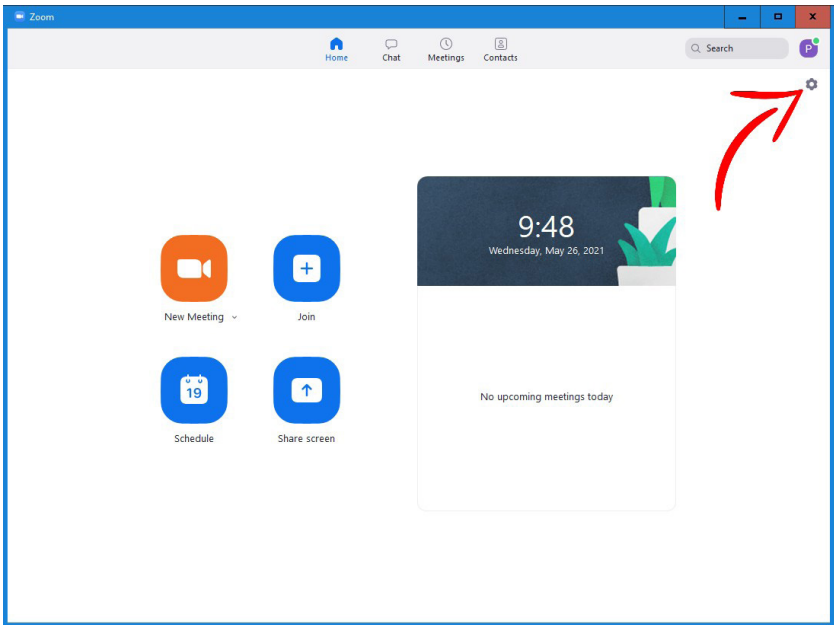 Zoom
Home
Chat
Meetings
Contacts
Search
P
9:48
Wednesday, May 26, 2021
New Meeting
Join
19
Schedule
Share screen
No upcoming meetings today